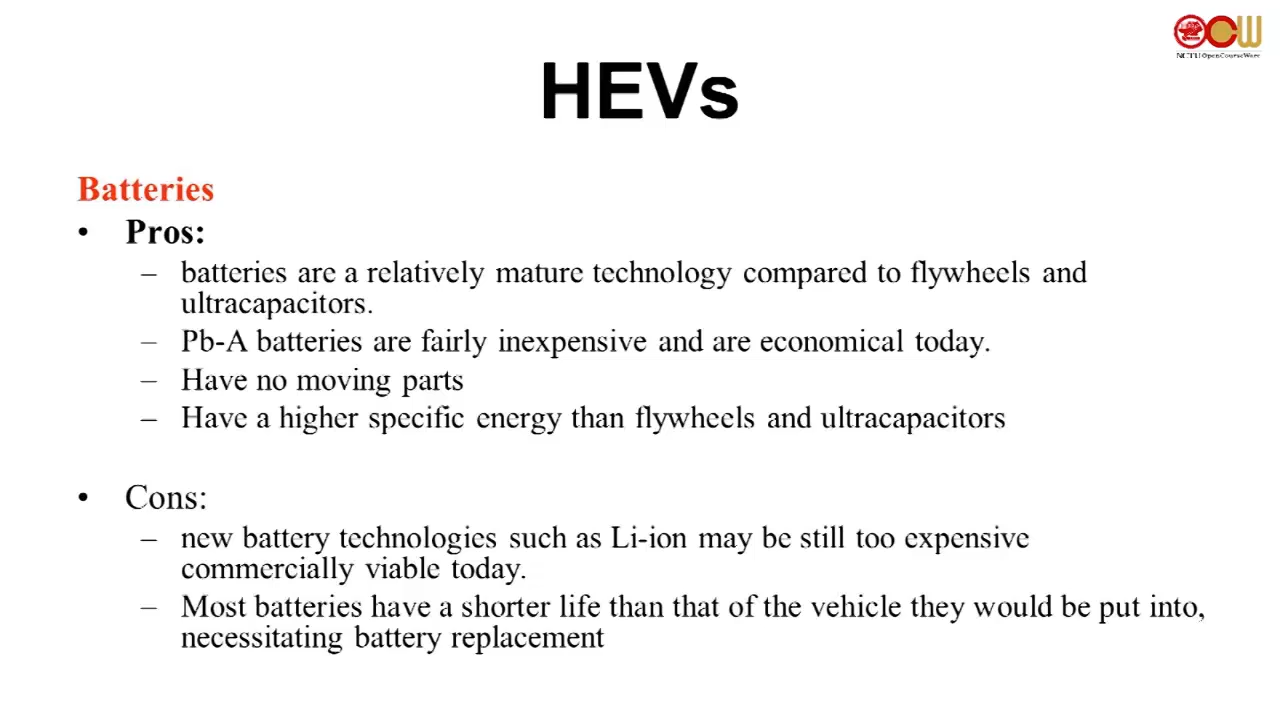 OCW
NCTU OpenCourseWare
HEVs
Batteries
• Pros:
– batteries are a relatively mature technology compared to flywheels and
ultracapacitors.
– Pb-A batteries are fairly inexpensive and are economical today.
– Have no moving parts
– Have a higher specific energy than flywheels and ultracapacitors
• Cons:
– new battery technologies such as Li-ion may be still too expensive
commercially viable today.
– Most batteries have a shorter life than that of the vehicle they would be put into,
necessitating battery replacement